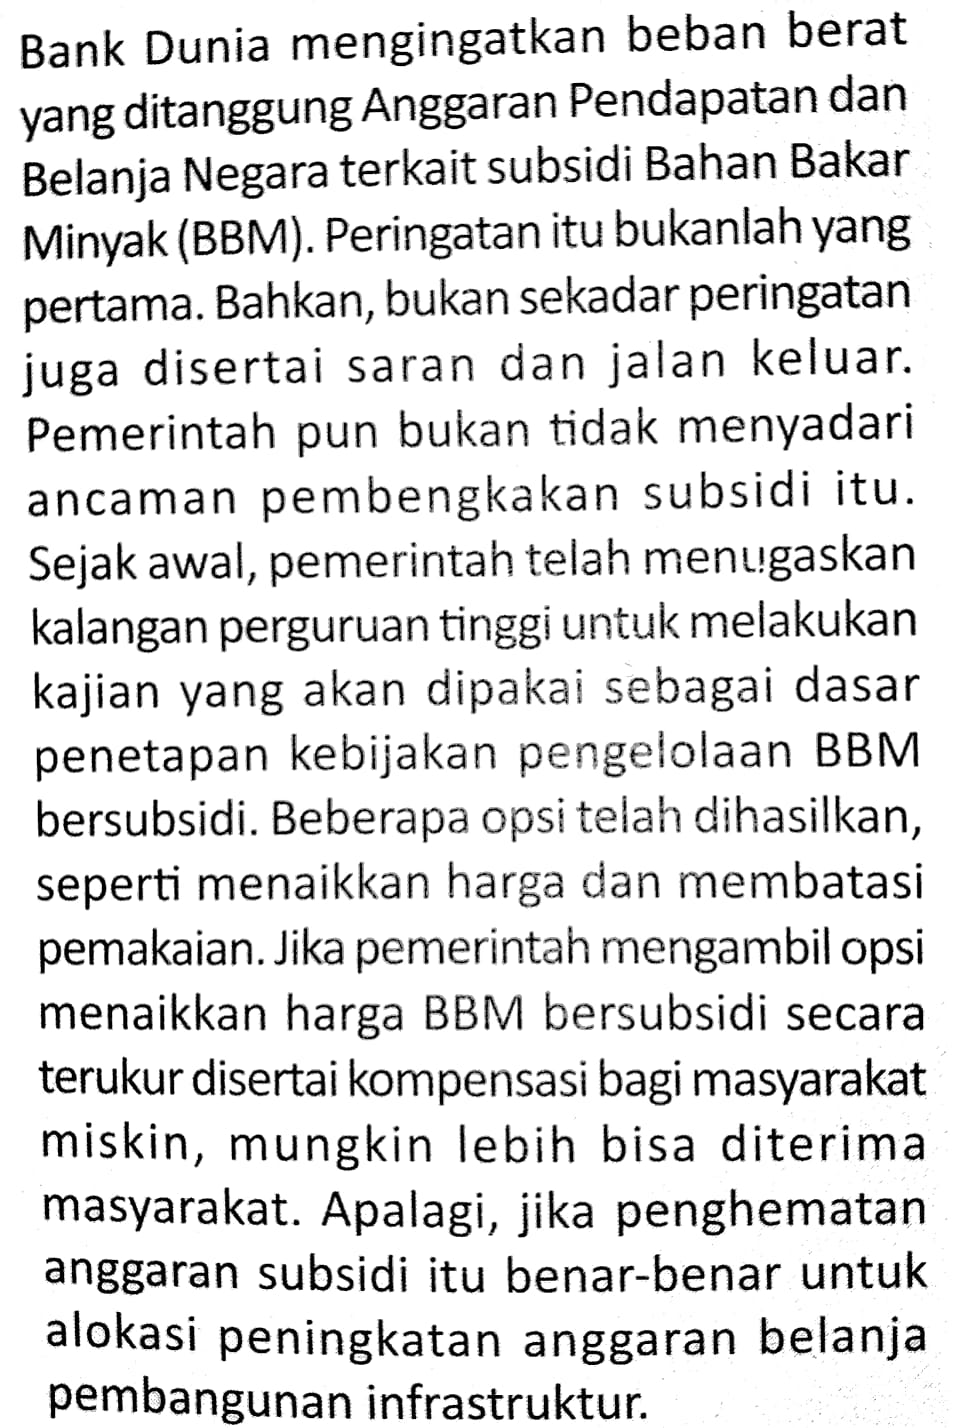 Bank Dunia mengingatkan beban berat
yang ditanggung Anggaran Pendapatan dan
Belanja Negara terkait subsidi Bahan Bakar
Minyak (BBM). Peringatan itu bukanlah yang
pertama. Bahkan, bukan sekadar peringatan
juga disertai saran dan jalan keluar.
Pemerintah pun bukan tidak menyadari
ancaman pembengkakan subsidi itu.
Sejak awal, pemerintah telah menugaskan
kalangan perguruan tinggi untuk melakukan
kajian yang akan dipakai sebagai dasar
penetapan kebijakan pengelolaan BBM
bersubsidi. Beberapa opsi telah dihasilkan,
seperti menaikkan harga dan membatasi
pemakaian. Jika pemerintah mengambil opsi
menaikkan harga BBM bersubsidi secara
terukur disertai kompensasi bagi masyarakat
miskin, mungkin lebih bisa diterima
masyarakat. Apalagi, jika penghematan
anggaran subsidi itu benar-benar untuk
alokasi peningkatan anggaran belanja
pembangunan infrastruktur.